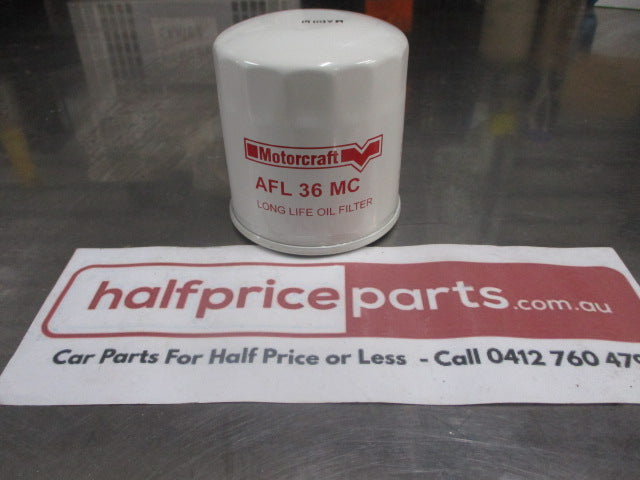 Motorcraft
AFL 36 MC
LONG LIFE OIL FILTER
halfpriceparts.com.au
Car Parts For Half Price or Less - Call 0412 760 479